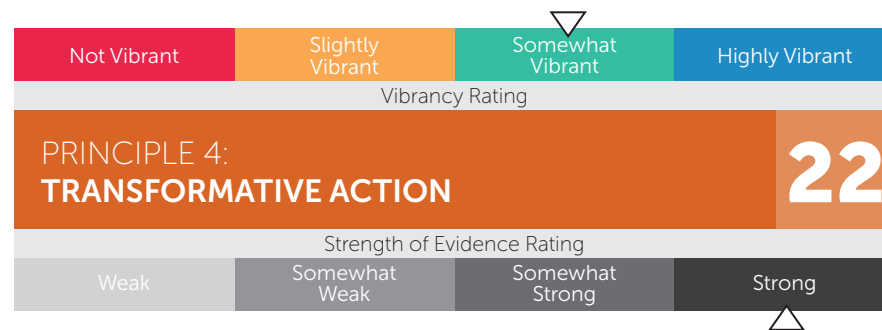 Not Vibrant
Slightly
Vibrant
Somewhat
Vibrant
Highly Vibrant
Vibrancy Rating
PRINCIPLE 4:
TRANSFORMATIVE ACTION
22
Strength of Evidence Rating
Weak
Somewhat
Weak
Somewhat
Strong
Strong